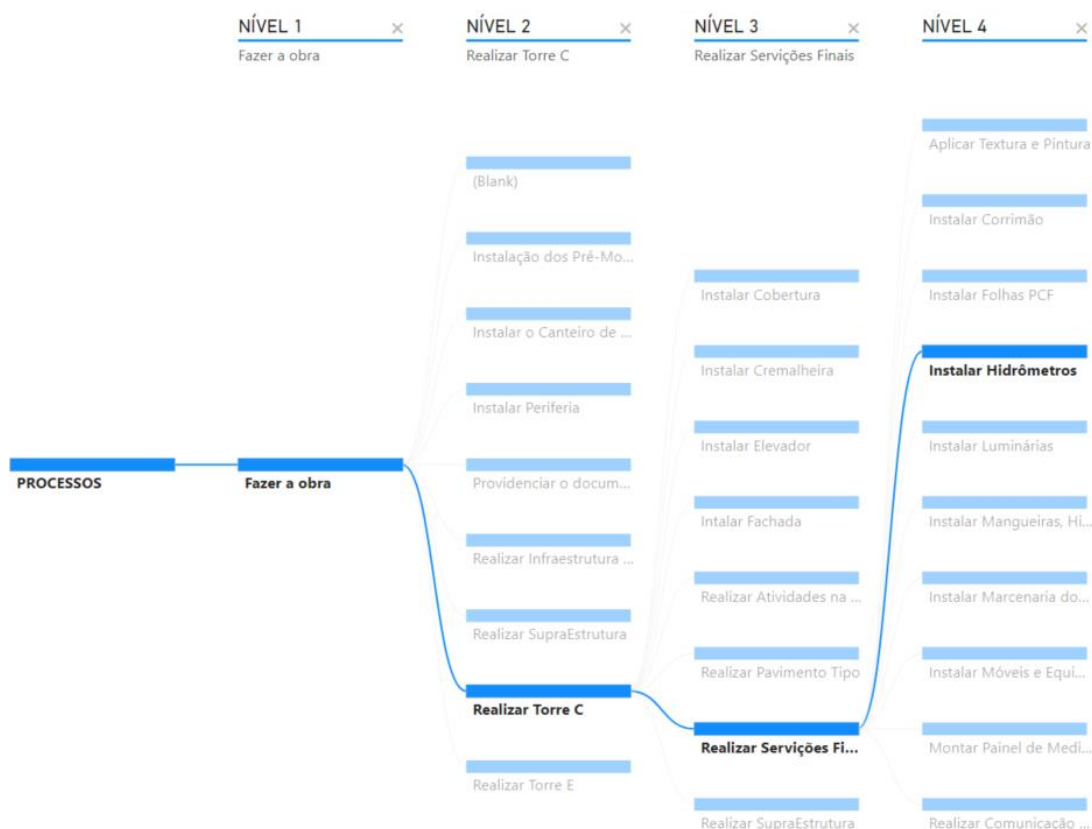 NÍVEL 1 ×
Fazer a obra
NÍVEL 2 ×
Realizar Torre C
NÍVEL 3 ×
Realizar Servições Finais
NÍVEL 4 ×
PROCESSOS
Fazer a obra
(Blank)
Instalação dos Pré-Mo...
Instalar o Canteiro de ...
Instalar Periferia
Providenciar o docum...
Realizar Infraestrutura ...
Realizar SupraEstrutura
Realizar Torre C
Realizar Torre E
Instalar Cobertura
Instalar Cremalheira
Instalar Elevador
Intalar Fachada
Realizar Atividades na ...
Realizar Pavimento Tipo
Realizar Servições Fi...
Realizar SupraEstrutura
Aplicar Textura e Pintura
Instalar Corrimão
Instalar Folhas PCF
Instalar Hidrômetros
Instalar Luminárias
Instalar Mangueiras, Hi...
Instalar Marcenaria do...
Instalar Móveis e Equi...
Montar Painel de Medi...
Realizar Comunicação ...